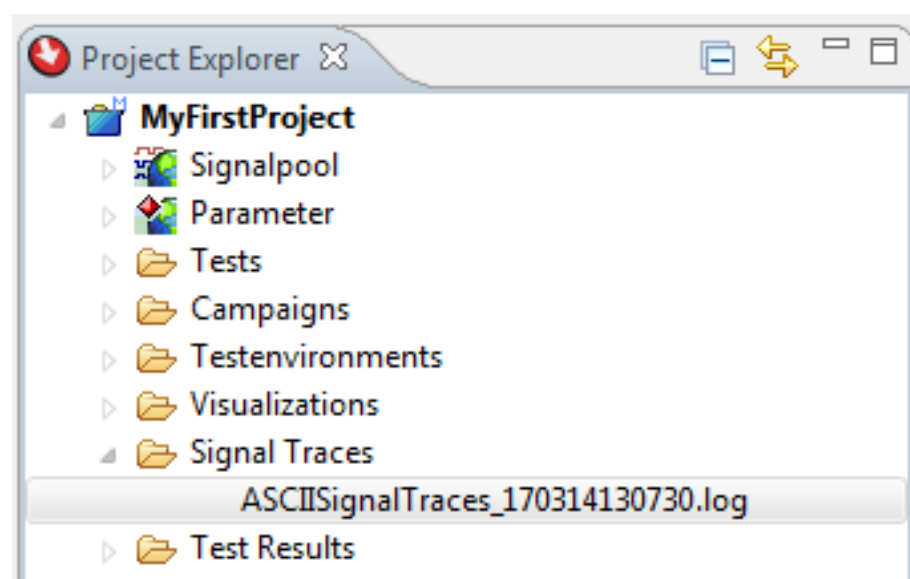 Project Explorer
MyFirstProject
Signalpool
Parameter
Tests
Campaigns
Testenvironments
Visualizations
Signal Traces
ASCIISignalTraces_170314130730.log
Test Results